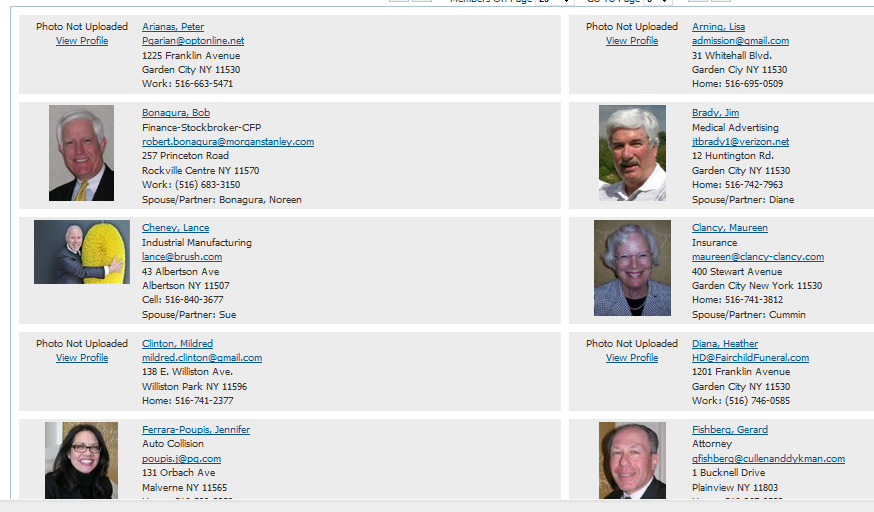 Members On Page 20 Go To Page
Photo Not Uploaded
View Profile
Arianas, Peter
Pgarian@optonline.net
1225 Franklin Avenue
Garden City NY 11530
Work: 516-663-5471
Photo Not Uploaded
View Profile
Arning, Lisa
admission@gmail.com
31 Whitehall Blvd.
Garden Ciy NY 11530
Home: 516-695-0509
Bonagura, Bob
Finance-Stockbroker-CFP
robert.bonagura@morganstanley.com
257 Princeton Road
Rockville Centre NY 11570
Work: (516) 683-3150
Spouse/Partner: Bonagura, Noreen
Brady, Jim
Medical Advertising
jtbrady1@verizon.net
12 Huntington Rd.
Garden City NY 11530
Home: 516-742-7963
Spouse/Partner: Diane
Cheney, Lance
Industrial Manufacturing
lance@brush.com
43 Albertson Ave
Albertson NY 11507
Cell: 516-840-3677
Spouse/Partner: Sue
Clancy, Maureen
Insurance
maureen@clancy-clancy.com
400 Stewart Avenue
Garden City New York 11530
Home: 516-741-3812
Spouse/Partner: Cummin
Photo Not Uploaded
View Profile
Clinton, Mildred
mildred.clinton@gmail.com
138 E. Williston Ave.
Williston Park NY 11596
Home: 516-741-2377
Photo Not Uploaded
View Profile
Diana, Heather
HD@FairchildFuneral.com
1201 Franklin Avenue
Garden City NY 11530
Work: (516) 746-0585
Ferrara-Poupis, Jennifer
Auto Collision
poupis.j@pg.com
131 Orbach Ave
Malverne NY 11565
Fishberg, Gerard
Attorney
gfishberg@cullenanddykman.com
1 Bucknell Drive
Plainview NY 11803